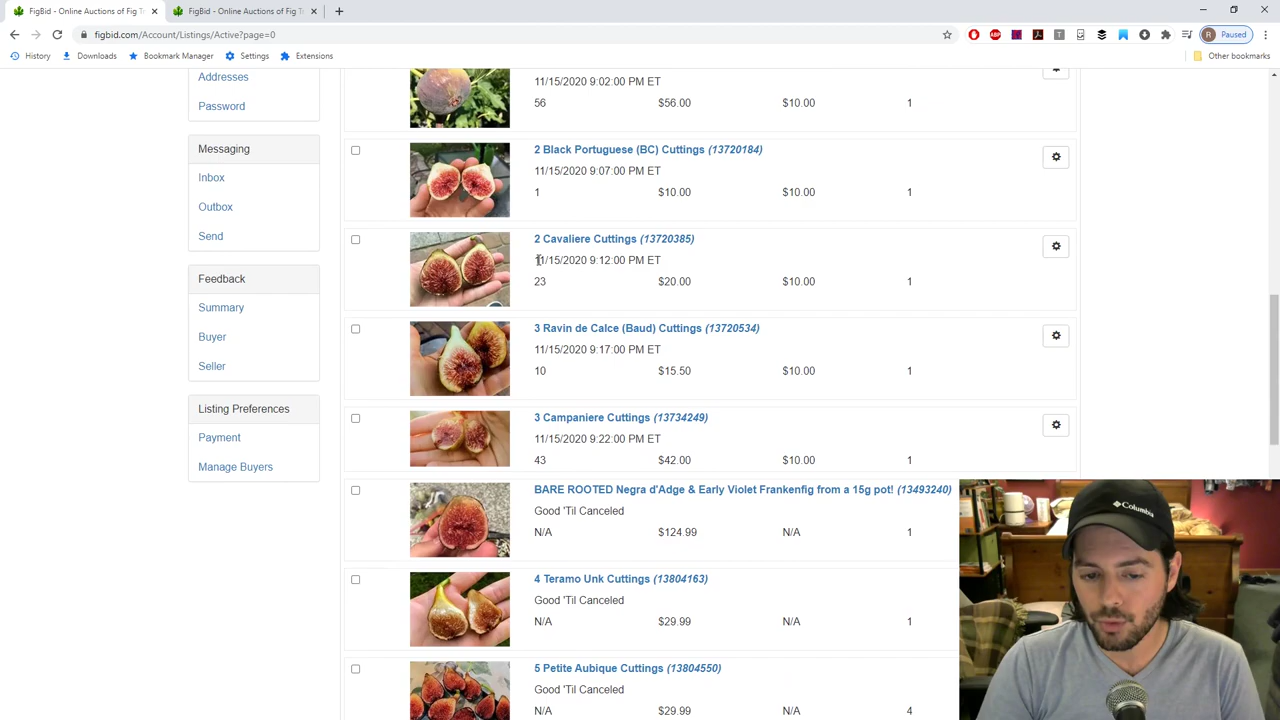 FigBid - Online Auctions of Fig T
FigBid - Online Auctions of Fig T
figbid.com/Account/Listings/Active?page=0
Paused
History
Downloads
Bookmark Manager
Settings
Extensions
Other bookmarks
Addresses
Password
Messaging
Inbox
Outbox
Send
Feedback
Summary
Buyer
Seller
Listing Preferences
Payment
Manage Buyers
11/15/2020 9:02:00 PM ET
56 $56.00 $10.00 1
2 Black Portuguese (BC) Cuttings (13720184)
11/15/2020 9:07:00 PM ET
1 $10.00 $10.00 1
2 Cavaliere Cuttings (13720385)
11/15/2020 9:12:00 PM ET
23 $20.00 $10.00 1
3 Ravin de Calce (Baud) Cuttings (13720534)
11/15/2020 9:17:00 PM ET
10 $15.50 $10.00 1
3 Campaniere Cuttings (13734249)
11/15/2020 9:22:00 PM ET
43 $42.00 $10.00 1
BARE ROOTED Negra d'Adge & Early Violet Frankenfig from a 15g pot! (13493240)
Good 'Til Canceled
N/A $124.99 N/A 1
4 Teramo Unk Cuttings (13804163)
Good 'Til Canceled
N/A $29.99 N/A 1
5 Petite Aubique Cuttings (13804550)
Good 'Til Canceled
N/A $29.99 N/A 4
Columbia